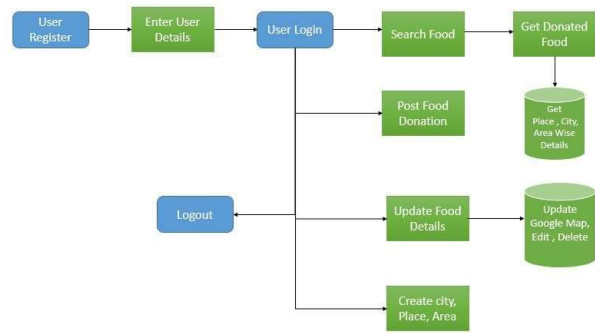 User
Register
Enter User
Details
User Login
Search Food
Get Donated
Food
Get
Place , City,
Area Wise
Details
Post Food
Donation
Logout
Update Food
Details
Update
Google Map,
Edit , Delete
Create city,
Place, Area